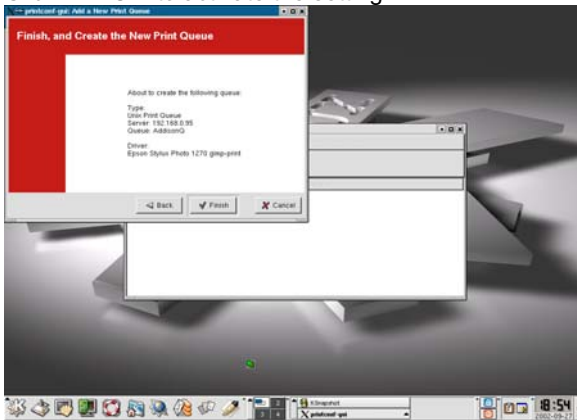 printconf-gui: Add a New Print Queue
Finish, and Create the New Print Queue
About to create the following queue:
Type:
Unix Print Queue
Server: 192.168.0.95
Queue: AddisonQ
Driver:
Epson Stylus Photo 1270 gimp-print
Back
Finish
Cancel
KSnapshot
printconf-gui
18:54
2002-09-27